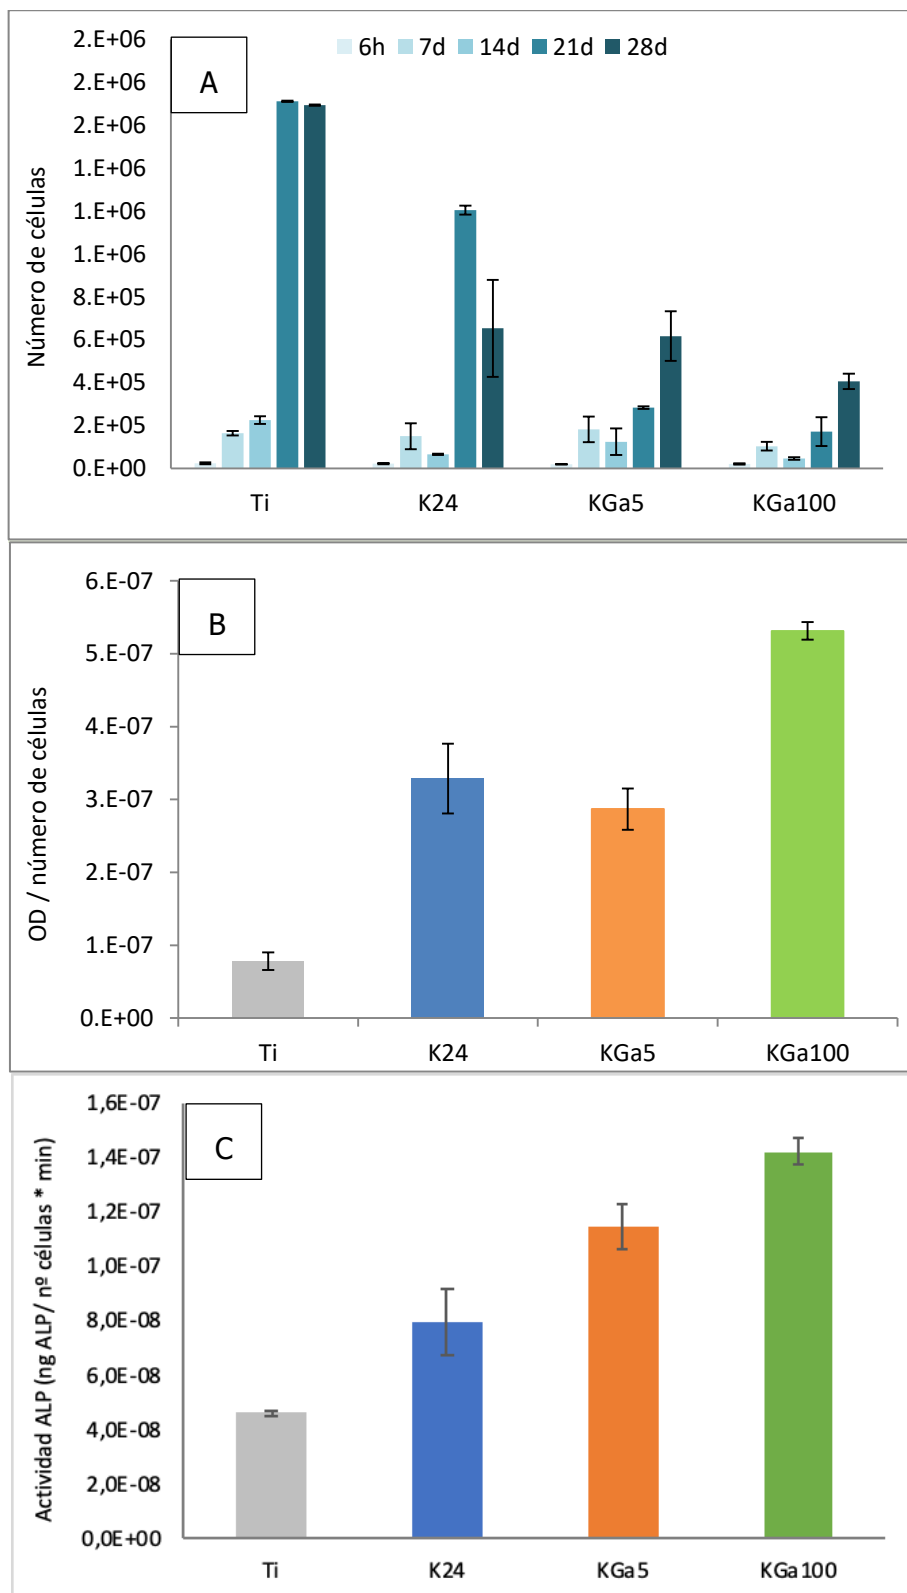 6h 7d 14d 21d 28d
A
Número de células
2.E+06
2.E+06
2.E+06
1.E+06
1.E+06
1.E+06
8.E+05
6.E+05
4.E+05
2.E+05
0.E+00
Ti K24 KGa5 KGa100
B
OD / número de células
6.E-07
5.E-07
4.E-07
3.E-07
2.E-07
1.E-07
0.E+00
Ti K24 KGa5 KGa100
C
Actividad ALP (ng ALP/ nº células * min)
1,6E-07
1,4E-07
1,2E-07
1,0E-07
8,0E-08
6,0E-08
4,0E-08
2,0E-08
0,0E+00
Ti K24 KGa5 KGa100